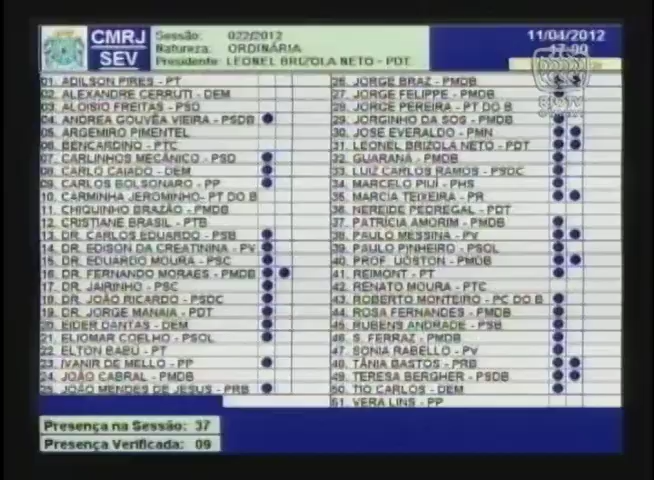 CMRJ
SEV
Sessão: 022/2012
Natureza: ORDINÁRIA
Presidente: LEONEL BRIZOLA NETO - PDT
11/04/2012
01. ADILSON PIRES - PT
02. ALEXANDRE CERRUTI - DEM
03. ALOISIO FREITAS - PSD
04. ANDREA GOUVÊA VIEIRA - PSDB
05. ARGEMIRO PIMENTEL
06. BENCARDINO - PTC
07. CARLINHOS MECÂNICO - PSD
08. CARLO CAIADO - DEM
09. CARLOS BOLSONARO - PP
10. CARMINHA JEROMINHO- PT DO B
11. CHIQUINHO BRAZÃO - PMDB
12. CRISTIANE BRASIL - PTB
13. DR. CARLOS EDUARDO - PSB
14. DR. EDISON DA CREATININA - PV
15. DR. EDUARDO MOURA - PSC
16. DR. FERNANDO MORAES - PMDB
17. DR. JAIRINHO - PSC
18. DR. JOÃO RICARDO - PSDC
19. DR. JORGE MANAIA - PDT
20. EIDER DANTAS - DEM
21. ELIOMAR COELHO - PSOL
22. ELTON BABÚ - PT
23. IVANIR DE MELLO - PP
24. JOÃO CABRAL - PMDB
25. JOÃO MENDES DE JESUS - PRB
26. JORGE BRAZ - PMDB
27. JORGE FELIPPE - PMDB
28. JORGE PEREIRA - PT DO B
29. JORGINHO DA SOS - PMDB
30. JOSÉ EVERALDO - PMN
31. LEONEL BRIZOLA NETO - PDT
32. GUARANÁ - PMDB
33. LUIZ CARLOS RAMOS - PSDC
34. MARCELO PIUÍ - PHS
35. MARCIA TEIXEIRA - PR
36. NEREIDE PEDREGAL - PDT
37. PATRÍCIA AMORIM - PMDB
38. PAULO MESSINA - PV
39. PAULO PINHEIRO - PSOL
40. PROF. UÓSTON - PMDB
41. REIMONT - PT
42. RENATO MOURA - PTC
43. ROBERTO MONTEIRO - PC DO B
44. ROSA FERNANDES - PMDB
45. RUBENS ANDRADE - PSB
46. S. FERRAZ - PMDB
47. SONIA RABELLO - PV
48. TÂNIA BASTOS - PRB
49. TERESA BERGHER - PSDB
50. TIO CARLOS - DEM
51. VERA LINS - PP
Presença na Sessão: 37
Presença Verificada: 09